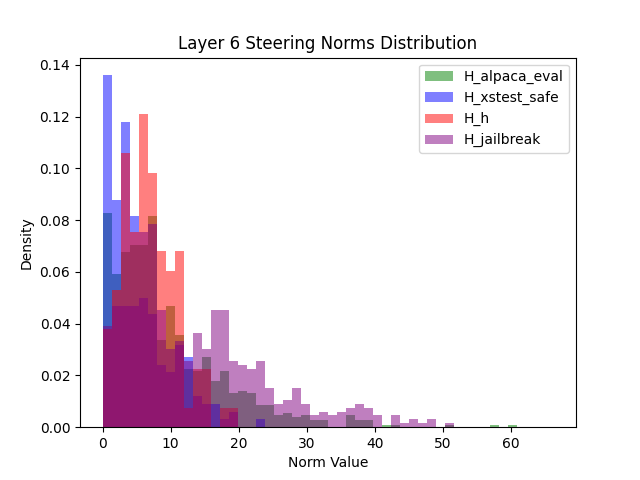 Layer 6 Steering Norms Distribution
H_alpaca_eval
H_xstest_safe
H_h
H_jailbreak
Density
0.14
0.12
0.10
0.08
0.06
0.04
0.02
0.00
0 10 20 30 40 50 60
Norm Value